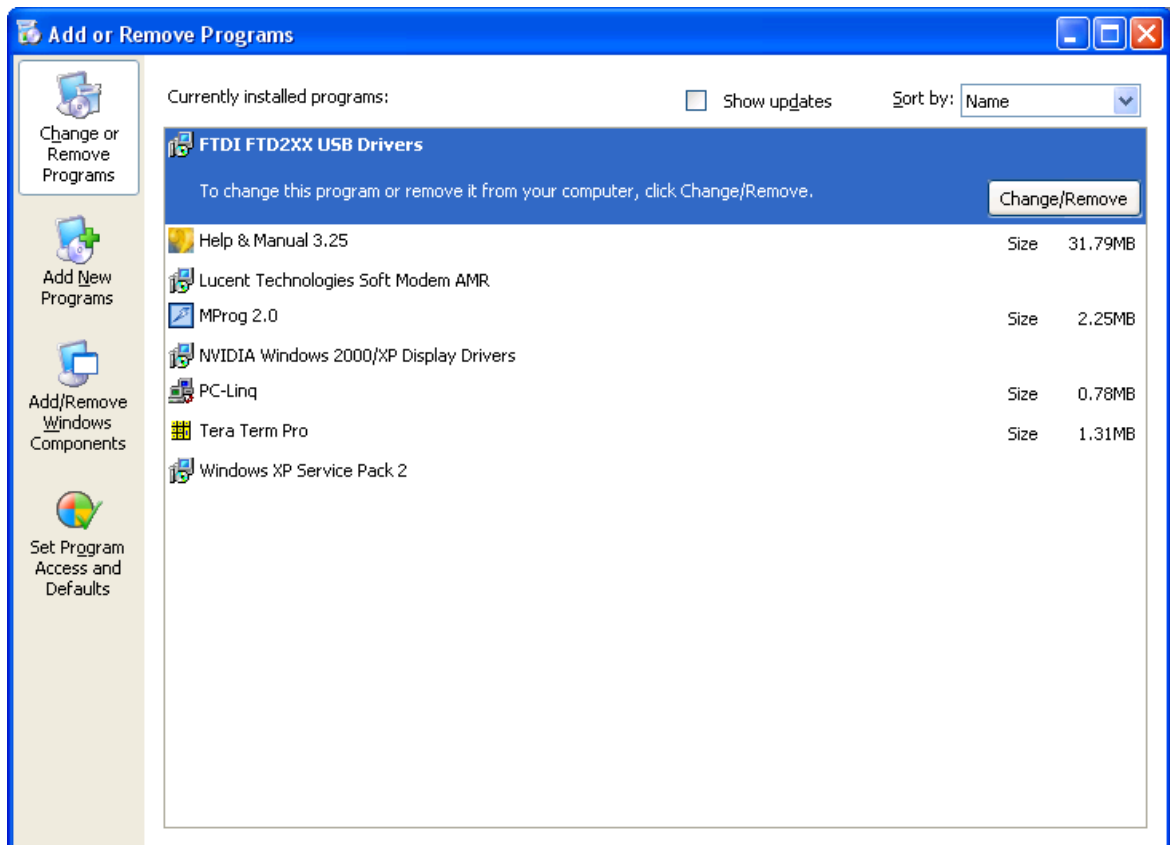 Add or Remove Programs
Change or
Remove
Programs
Add New
Programs
Add/Remove
Windows
Components
Set Program
Access and
Defaults
Currently installed programs:
Show updates
Sort by: Name
FTDI FTD2XX USB Drivers
To change this program or remove it from your computer, click Change/Remove.
Change/Remove
Help & Manual 3.25 Size 31.79MB
Lucent Technologies Soft Modem AMR
MProg 2.0 Size 2.25MB
NVIDIA Windows 2000/XP Display Drivers
PC-Linq Size 0.78MB
Tera Term Pro Size 1.31MB
Windows XP Service Pack 2